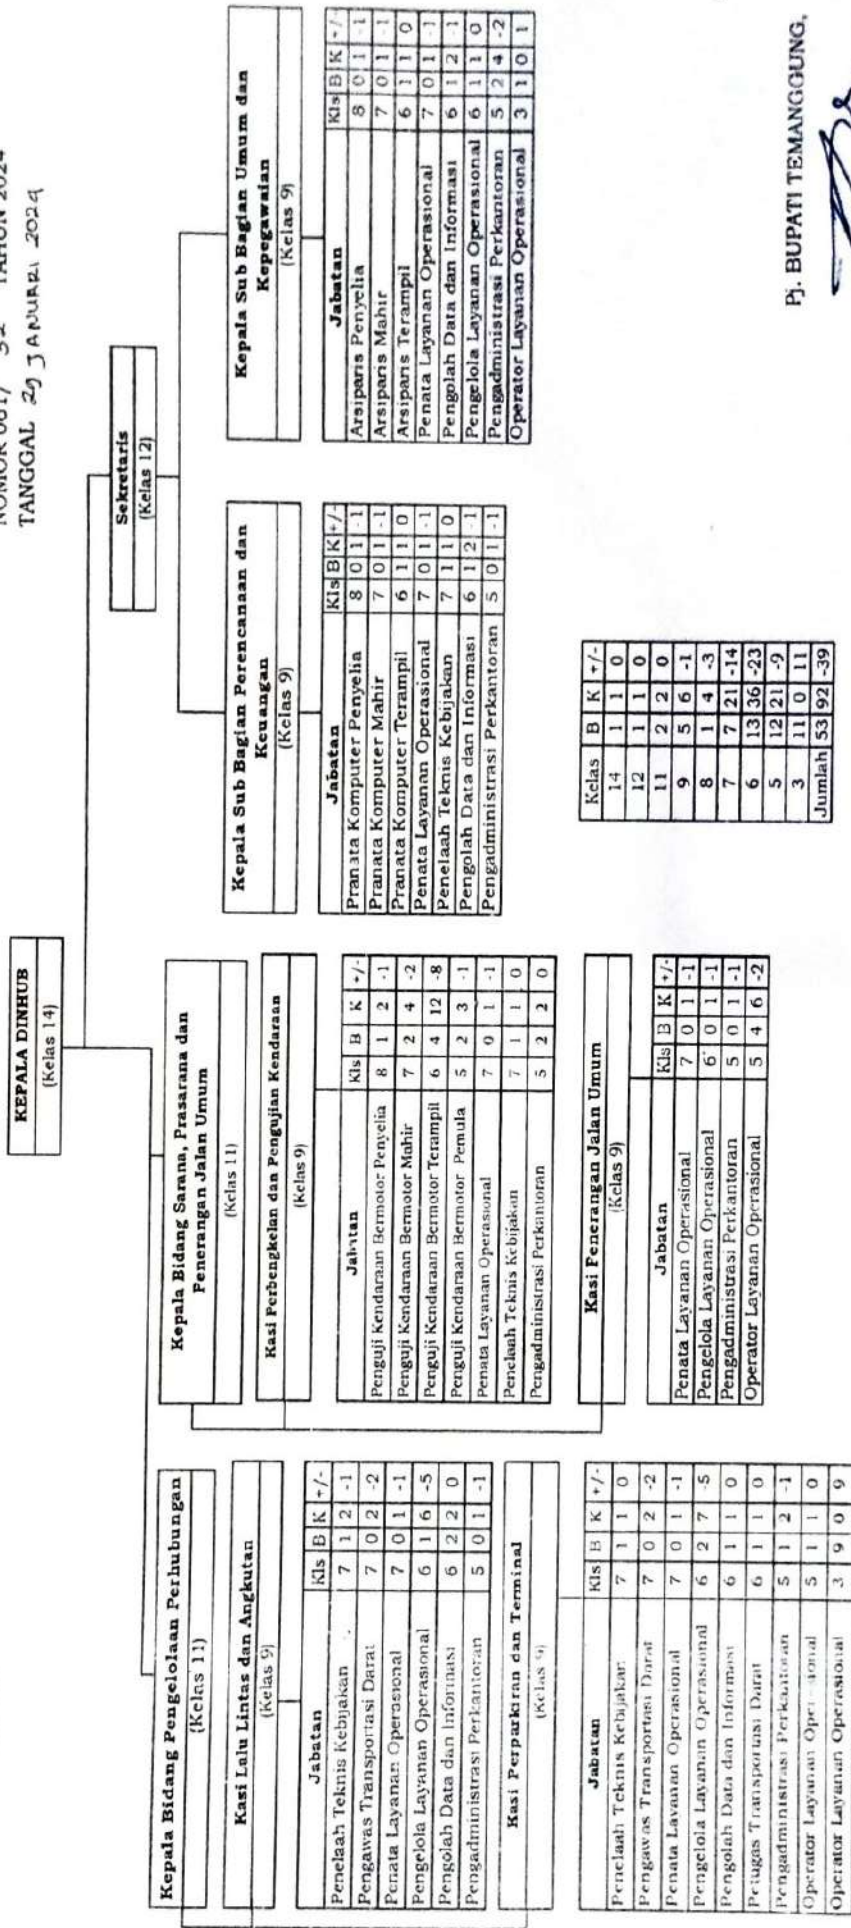 TANGGAL 29 JANUARI 2024
KEPALA DINHUB
(Kelas 14)
Sekretaris
(Kelas 12)
Kepala Bidang Pengelolaan Perhubungan
(Kelas 11)
Kasi Lalu Lintas dan Angkutan
(Kelas 9)
Jabatan Kls B K +/-
Penelaah Teknis Kebijakan 7 1 2 -1
Pengawas Transportasi Darat 7 0 2 -2
Penata Layanan Operasional 7 0 1 -1
Pengelola Layanan Operasional 6 1 6 -5
Pengolah Data dan Informasi 6 2 2 0
Pengadministrasi Perkantoran 5 0 1 -1
Kasi Perparkiran dan Terminal
(Kelas 9)
Jabatan Kls B K +/-
Penelaah Teknis Kebijakan 7 1 1 0
Pengawas Transportasi Darat 7 0 2 -2
Penata Layanan Operasional 7 0 1 -1
Pengelola Layanan Operasional 6 2 7 -5
Pengolah Data dan Informasi 6 1 1 0
Petugas Transportasi Darat 6 1 1 0
Pengadministrasi Perkantoran 5 1 2 -1
Operator Layanan Operasional 5 1 1 0
Operator Layanan Operasional 3 9 0 9
Kepala Bidang Sarana, Prasarana dan
Penerangan Jalan Umum
(Kelas 11)
Kasi Perbengkelan dan Pengujian Kendaraan
(Kelas 9)
Jabatan Kls B K +/-
Penguji Kendaraan Bermotor Penyelia 8 1 2 -1
Penguji Kendaraan Bermotor Mahir 7 2 4 -2
Penguji Kendaraan Bermotor Terampil 6 4 12 -8
Penguji Kendaraan Bermotor Pemula 5 2 3 -1
Penata Layanan Operasional 7 0 1 -1
Penelaah Teknis Kebijakan 7 1 1 0
Pengadministrasi Perkantoran 5 2 2 0
Kasi Penerangan Jalan Umum
(Kelas 9)
Jabatan Kls B K +/-
Penata Layanan Operasional 7 0 1 -1
Pengelola Layanan Operasional 6 0 1 -1
Pengadministrasi Perkantoran 5 0 1 -1
Operator Layanan Operasional 5 4 6 -2
Kepala Sub Bagian Perencanaan dan
Keuangan
(Kelas 9)
Jabatan Kls B K +/-
Pranata Komputer Penyelia 8 0 1 -1
Pranata Komputer Mahir 7 0 1 -1
Pranata Komputer Terampil 6 1 1 0
Penata Layanan Operasional 7 0 1 -1
Penelaah Teknis Kebijakan 7 1 1 0
Pengolah Data dan Informasi 6 1 2 -1
Pengadministrasi Perkantoran 5 0 1 -1
Kepala Sub Bagian Umum dan
Kepegawaian
(Kelas 9)
Jabatan Kls B K +/-
Arsiparis Penyelia 8 0 1 -1
Arsiparis Mahir 7 0 1 -1
Arsiparis Terampil 6 1 1 0
Penata Layanan Operasional 7 0 1 -1
Pengolah Data dan Informasi 6 1 2 -1
Pengelola Layanan Operasional 6 1 1 0
Pengadministrasi Perkantoran 5 2 4 -2
Operator Layanan Operasional 3 1 0 1
Kelas B K +/-
14 1 1 0
12 1 1 0
11 2 2 0
9 5 6 -1
8 1 4 -3
7 7 21 -14
6 13 36 -23
5 12 21 -9
3 11 0 11
Jumlah 53 92 -39
Pj. BUPATI TEMANGGUNG,